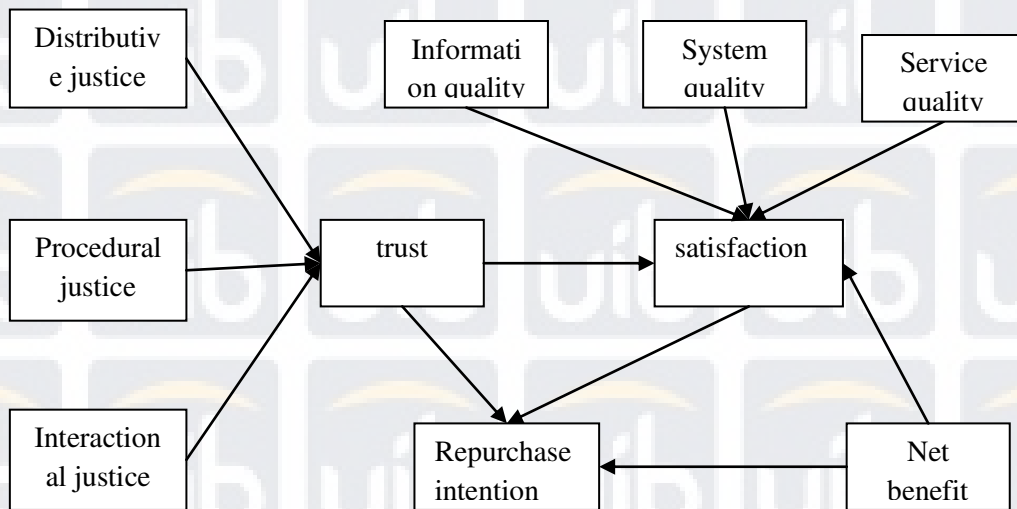 Distributiv
e justice
Informati
on quality
System
quality
Service
quality
Procedural
justice
trust
satisfaction
Interaction
al justice
Repurchase
intention
Net
benefit